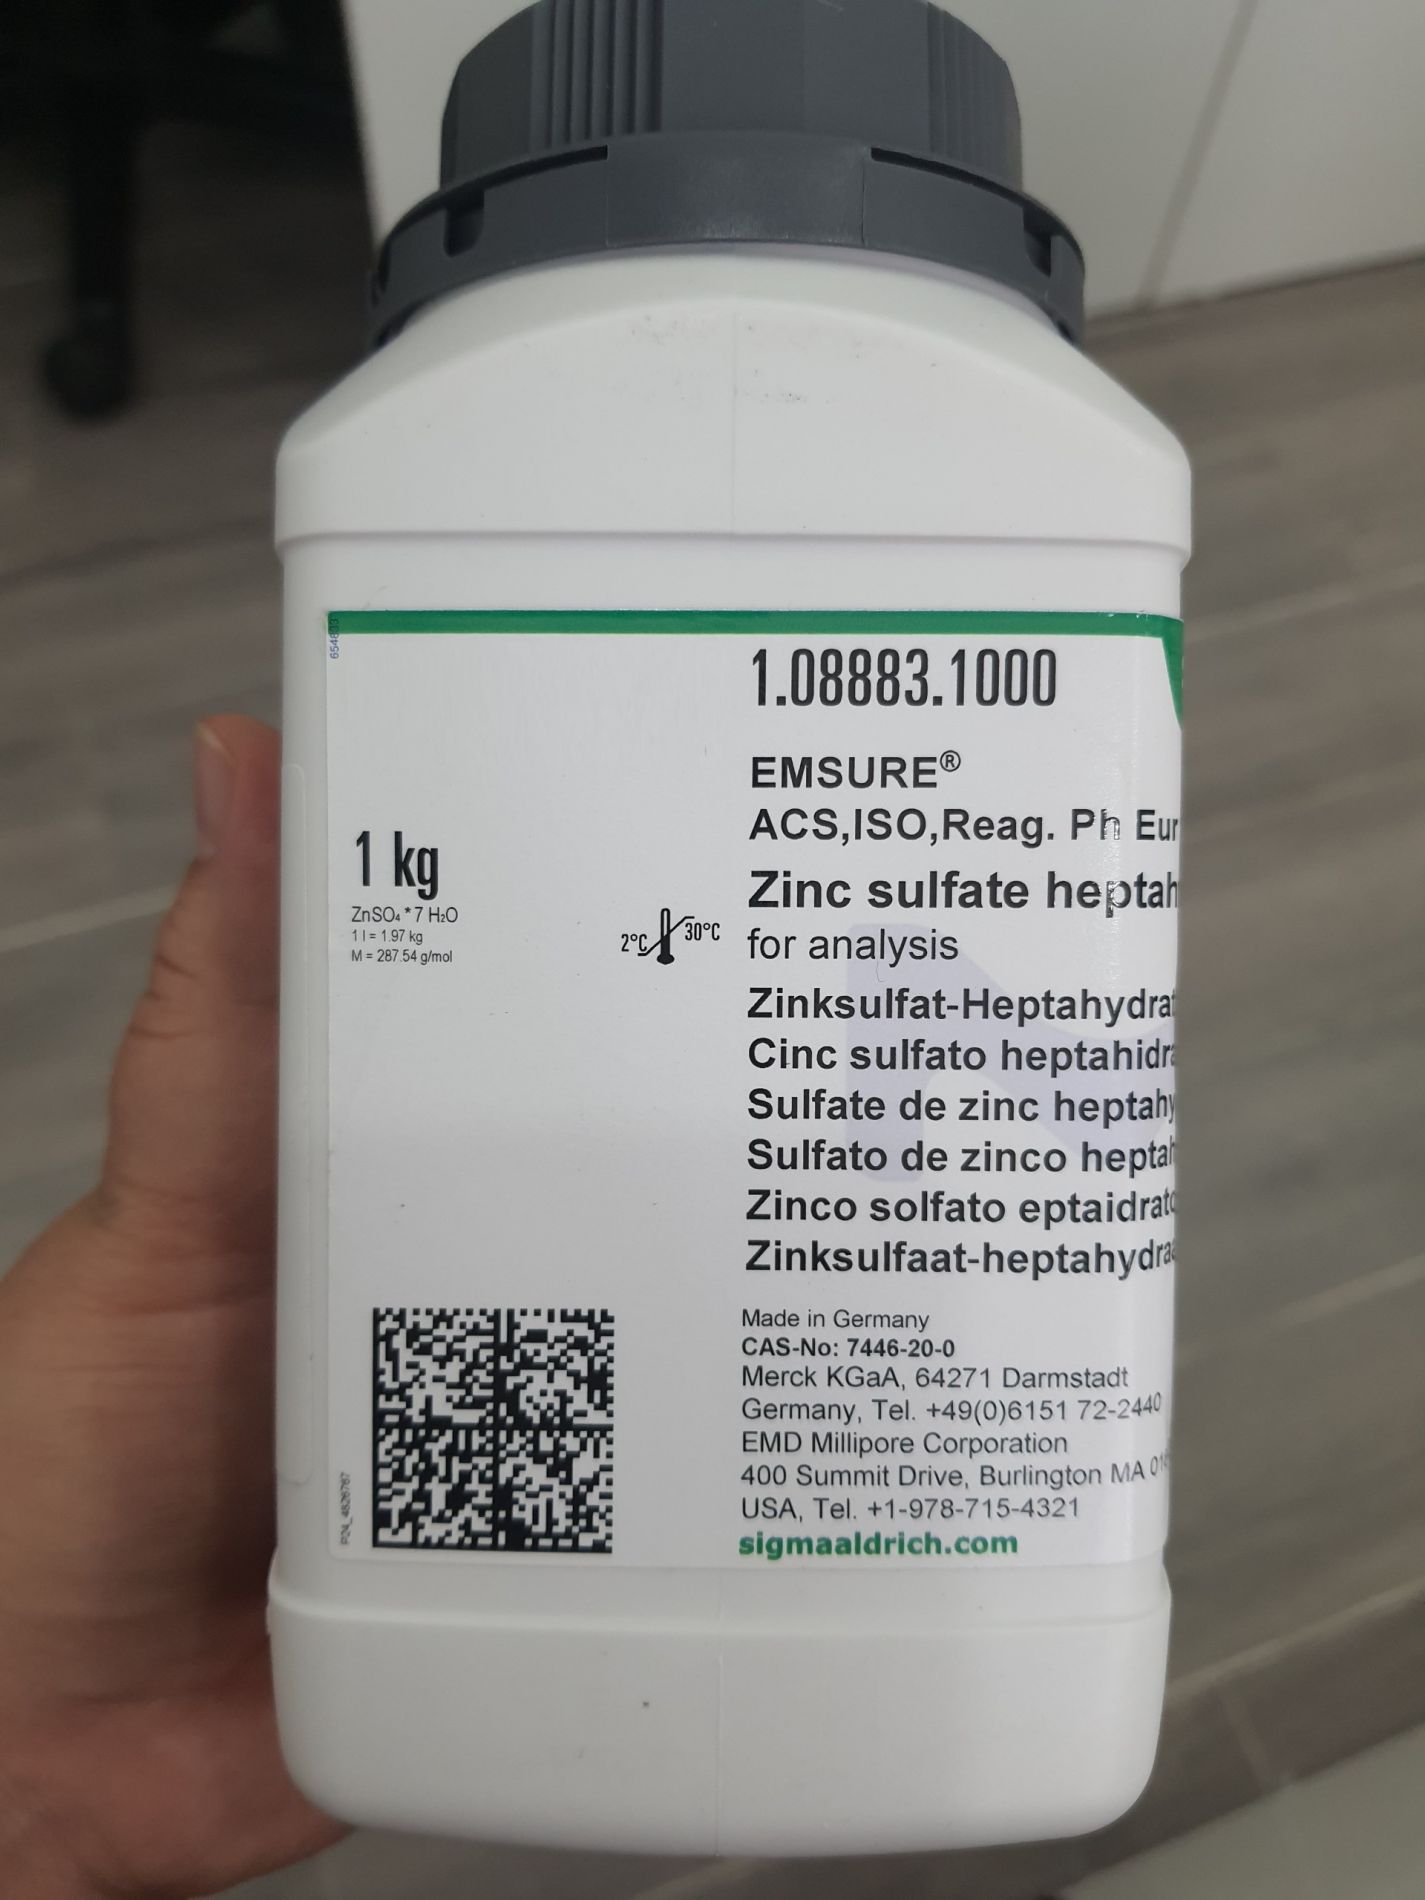 654833
1.08883.1000
EMSURE®
ACS,ISO,Reag. Ph Eur
1 kg
ZnSO₄ * 7 H₂O
1 l = 1.97 kg
M = 287.54 g/mol
2°C 30°C
Zinc sulfate heptah
for analysis
Zinksulfat-Heptahydrat
Cinc sulfato heptahidra
Sulfate de zinc heptahy
Sulfato de zinco heptah
Zinco solfato eptaidrato
Zinksulfaat-heptahydraa
Made in Germany
CAS-No: 7446-20-0
Merck KGaA, 64271 Darmstadt
Germany, Tel. +49(0)6151 72-2440
EMD Millipore Corporation
400 Summit Drive, Burlington MA
USA, Tel. +1-978-715-4321
sigmaaldrich.com
P24_4826767